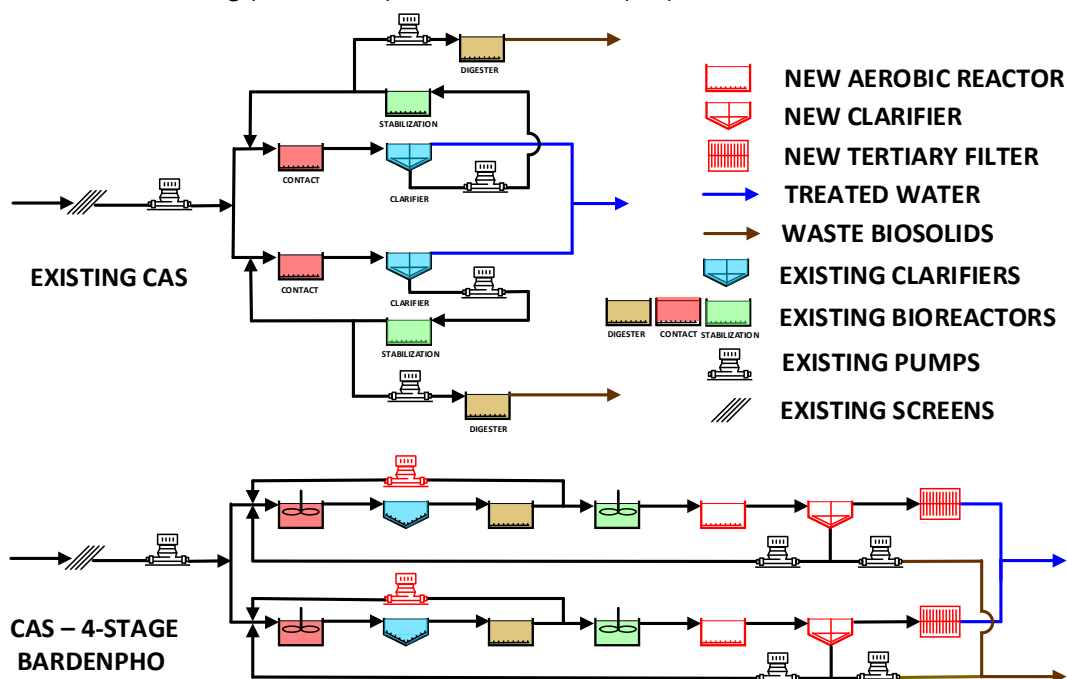 DIGESTER
STABILIZATION
CONTACT
CLARIFIER
EXISTING CAS
CONTACT
CLARIFIER
STABILIZATION
DIGESTER
NEW AEROBIC REACTOR
NEW CLARIFIER
NEW TERTIARY FILTER
TREATED WATER
WASTE BIOSOLIDS
EXISTING CLARIFIERS
EXISTING BIOREACTORS
DIGESTER
CONTACT
STABILIZATION
EXISTING PUMPS
EXISTING SCREENS
CAS – 4-STAGE
BARDENPHO